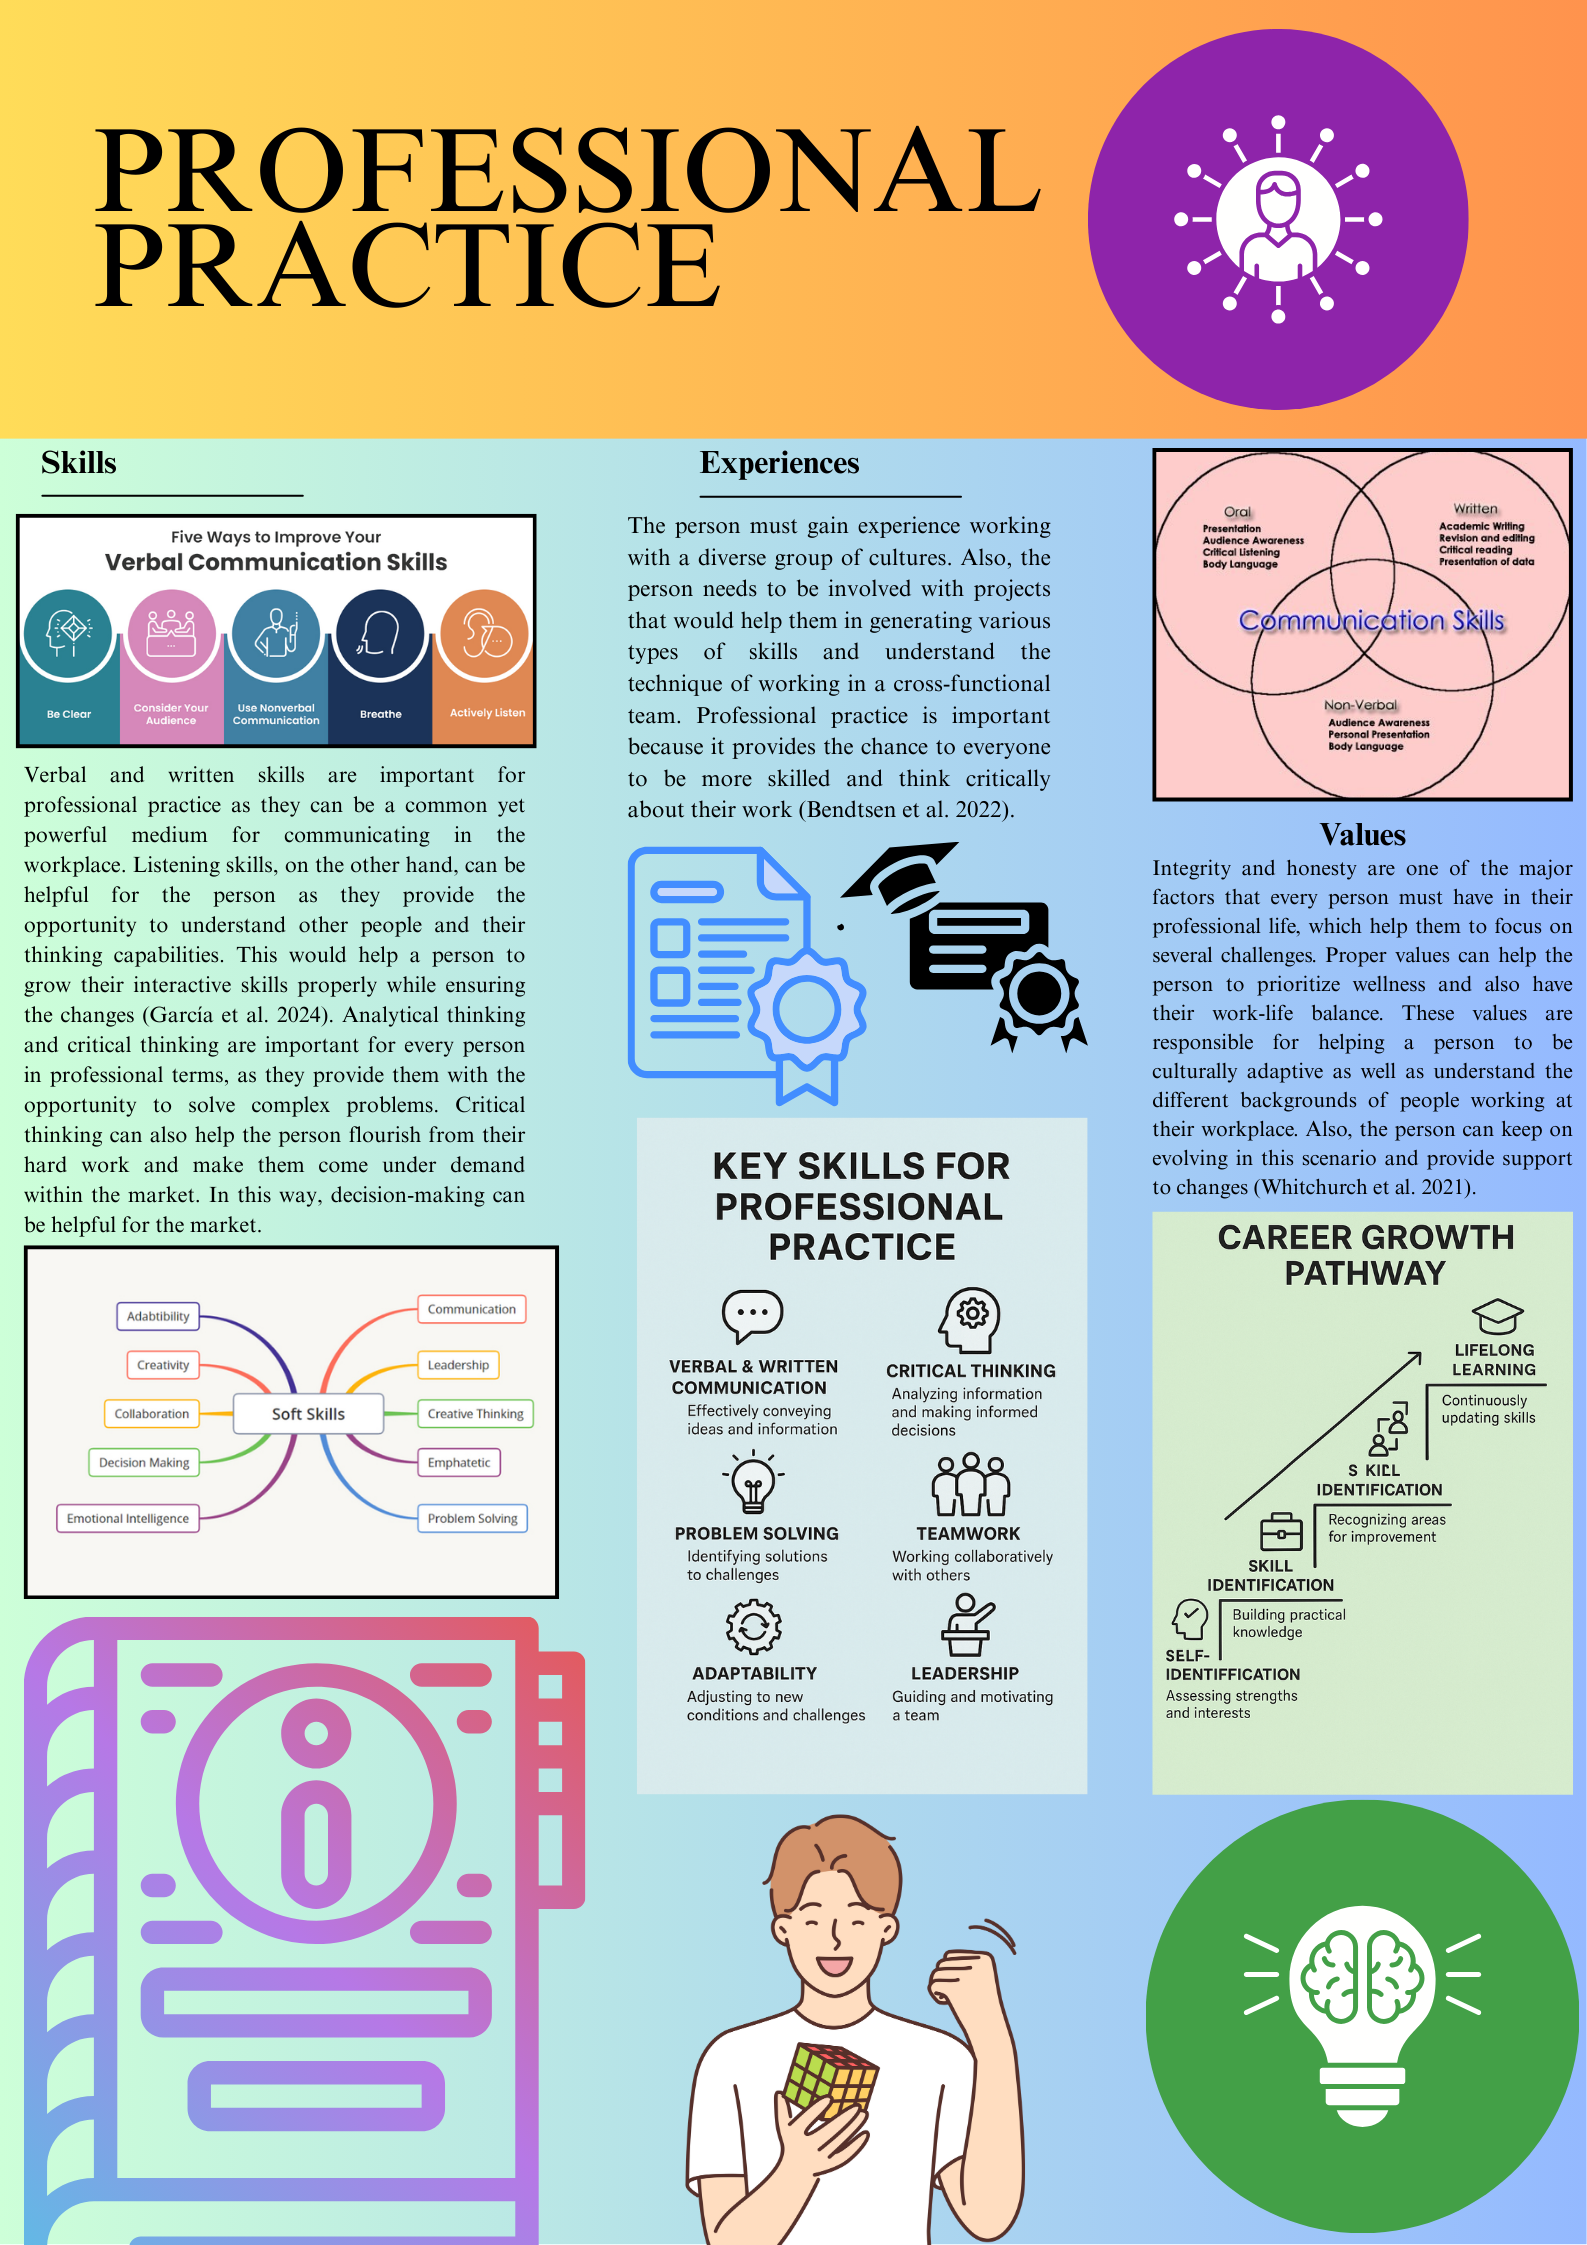 PROFESSIONAL
PRACTICE
Skills
Five Ways to Improve Your
Verbal Communication Skills
Be Clear
Consider Your
Audience
Use Nonverbal
Communication
Breathe
Actively Listen
Verbal and written skills are important for
professional practice as they can be a common yet
powerful medium for communicating in the
workplace. Listening skills, on the other hand, can be
helpful for the person as they provide the
opportunity to understand other people and their
thinking capabilities. This would help a person to
grow their interactive skills properly while ensuring
the changes (García et al. 2024). Analytical thinking
and critical thinking are important for every person
in professional terms, as they provide them with the
opportunity to solve complex problems. Critical
thinking can also help the person flourish from their
hard work and make them come under demand
within the market. In this way, decision-making can
be helpful for the market.
Adabtibility
Creativity
Collaboration
Decision Making
Emotional Intelligence
Soft Skills
Communication
Leadership
Creative Thinking
Emphatetic
Problem Solving
Experiences
The person must gain experience working
with a diverse group of cultures. Also, the
person needs to be involved with projects
that would help them in generating various
types of skills and understand the
technique of working in a cross-functional
team. Professional practice is important
because it provides the chance to everyone
to be more skilled and think critically
about their work (Bendtsen et al. 2022).
KEY SKILLS FOR
PROFESSIONAL
PRACTICE
VERBAL & WRITTEN
COMMUNICATION
Effectively conveying
ideas and information
CRITICAL THINKING
Analyzing information
and making informed
decisions
PROBLEM SOLVING
Identifying solutions
to challenges
TEAMWORK
Working collaboratively
with others
ADAPTABILITY
Adjusting to new
conditions and challenges
LEADERSHIP
Guiding and motivating
a team
Oral
Presentation
Audience Awareness
Critical Listening
Body Language
Written
Academic Writing
Revision and editing
Critical reading
Presentation of data
Communication Skills
Non-Verbal
Audience Awareness
Personal Presentation
Body Language
Values
Integrity and honesty are one of the major
factors that every person must have in their
professional life, which help them to focus on
several challenges. Proper values can help the
person to prioritize wellness and also have
their work-life balance. These values are
responsible for helping a person to be
culturally adaptive as well as understand the
different backgrounds of people working at
their workplace. Also, the person can keep on
evolving in this scenario and provide support
to changes (Whitchurch et al. 2021).
CAREER GROWTH
PATHWAY
LIFELONG
LEARNING
Continuously
updating skills
S KILL
IDENTIFICATION
Recognizing areas
for improvement
SKILL
IDENTIFICATION
Building practical
knowledge
SELF-
IDENTIFFICATION
Assessing strengths
and interests